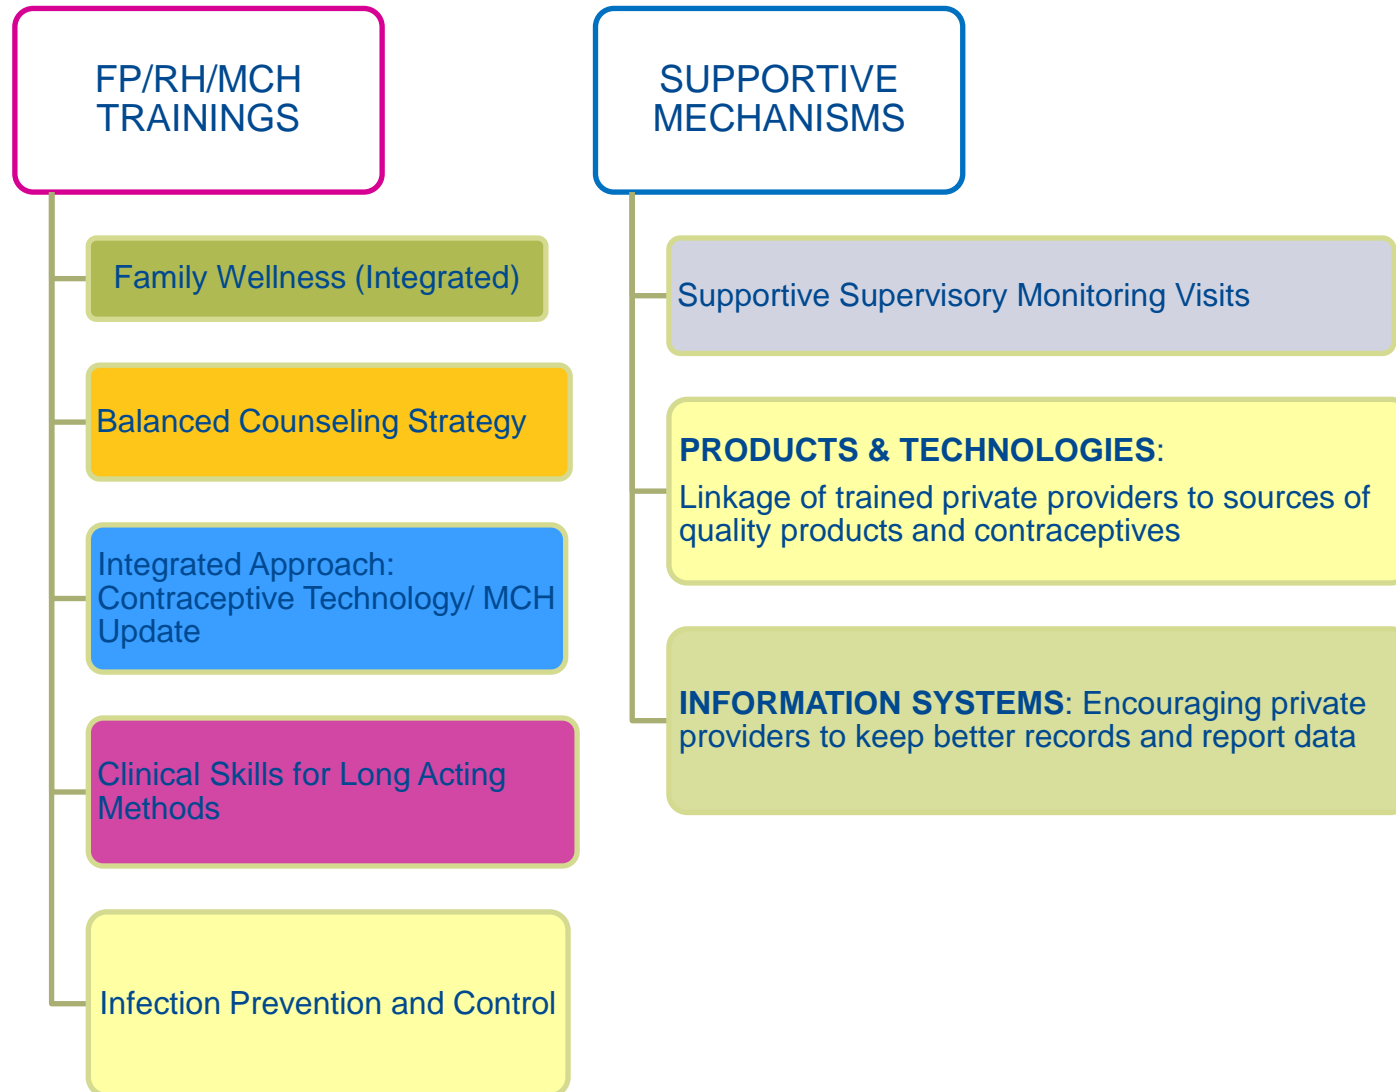 FP/RH/MCH
TRAININGS
Family Wellness (Integrated)
Balanced Counseling Strategy
Integrated Approach:
Contraceptive Technology/ MCH
Update
Clinical Skills for Long Acting
Methods
Infection Prevention and Control
SUPPORTIVE
MECHANISMS
Supportive Supervisory Monitoring Visits
PRODUCTS & TECHNOLOGIES:
Linkage of trained private providers to sources of
quality products and contraceptives
INFORMATION SYSTEMS: Encouraging private
providers to keep better records and report data